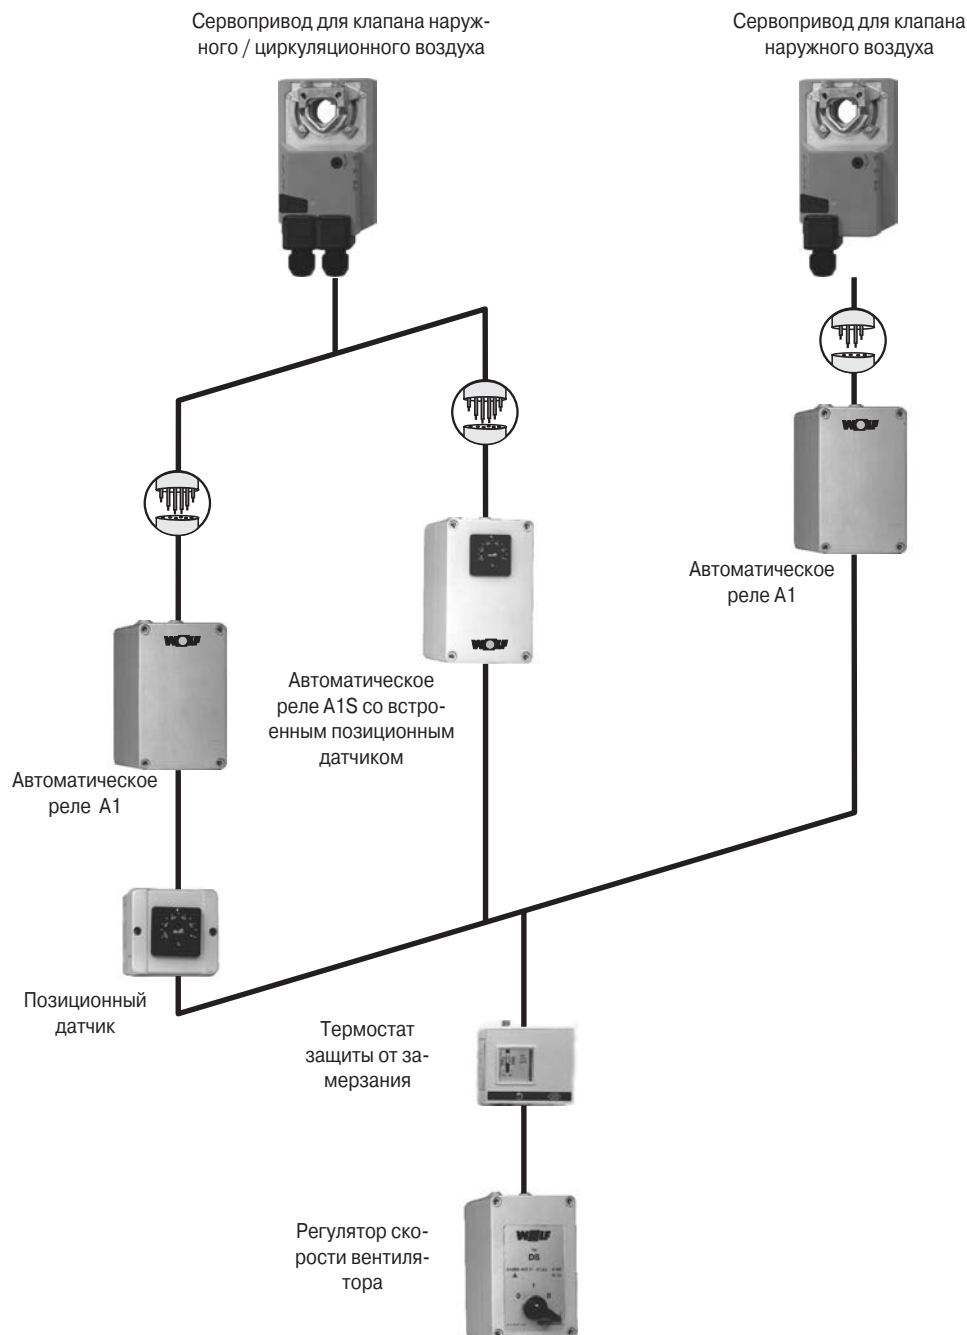 Сервопривод для клапана наруж-
ного / циркуляционного воздуха
Сервопривод для клапана
наружного воздуха
WOLF
Автоматическое
реле А1
WOLF
Автоматическое
реле A1S со встро-
енным позиционным
датчиком
WOLF
Автоматическое
реле А1
Позиционный
датчик
Термостат
защиты от за-
мерзания
Регулятор ско-
рости вентиля-
тора
WOLF
DS